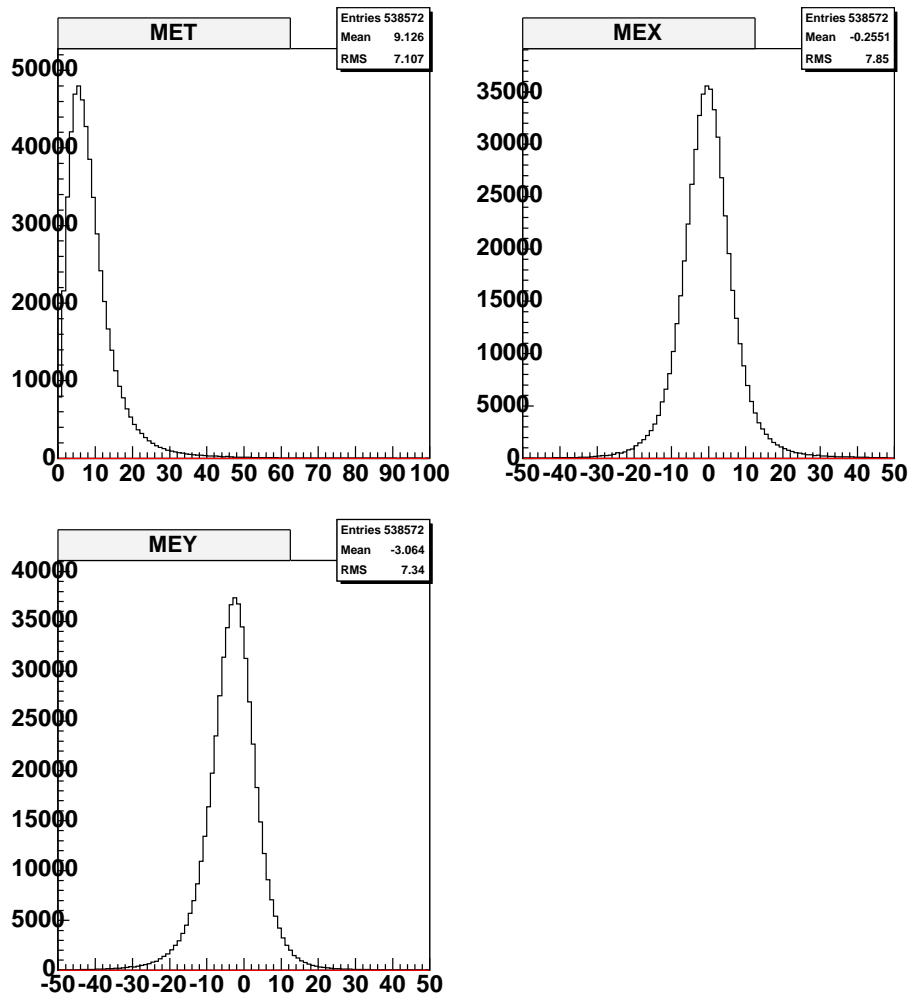 MET
Entries 538572
Mean 9.126
RMS 7.107
50000
40000
30000
20000
10000
0
0 10 20 30 40 50 60 70 80 90 100
MEX
Entries 538572
Mean -0.2551
RMS 7.85
35000
30000
25000
20000
15000
10000
5000
0
-50 -40 -30 -20 -10 0 10 20 30 40 50
MEY
Entries 538572
Mean -3.064
RMS 7.34
40000
35000
30000
25000
20000
15000
10000
5000
0
-50 -40 -30 -20 -10 0 10 20 30 40 50